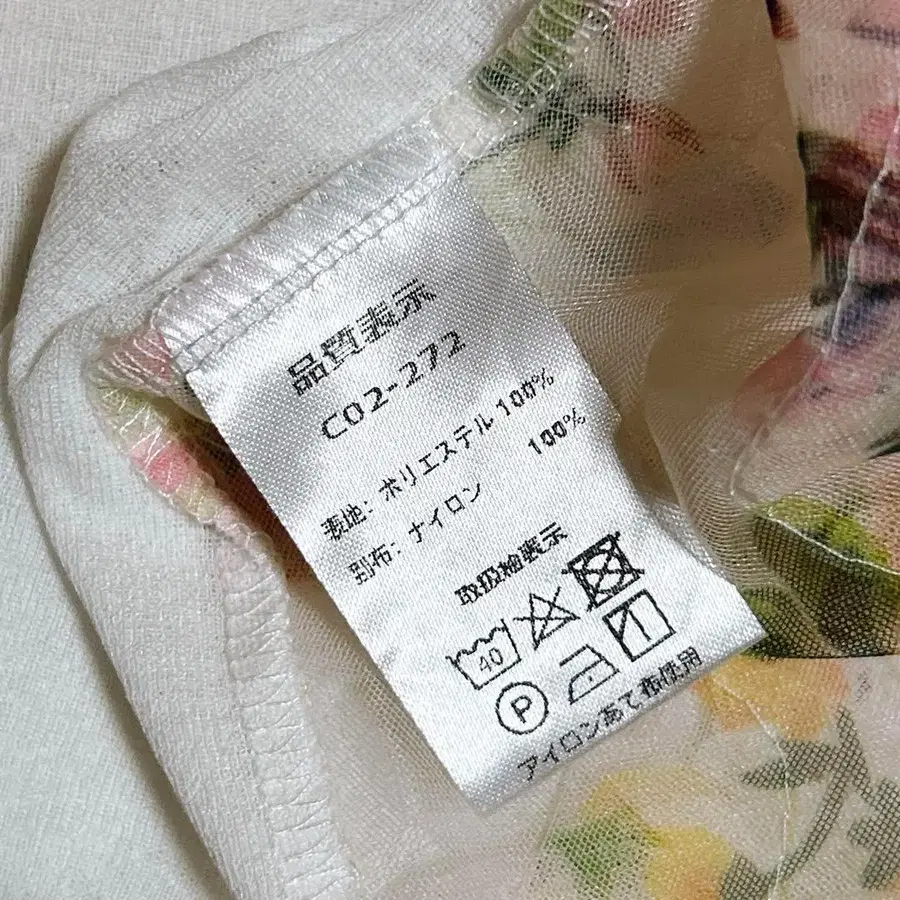 品質表示
C02-272
表地: ポリエステル 100%
別布: ナイロン 100%
取扱袖表示
40
P
アイロンあて布使用